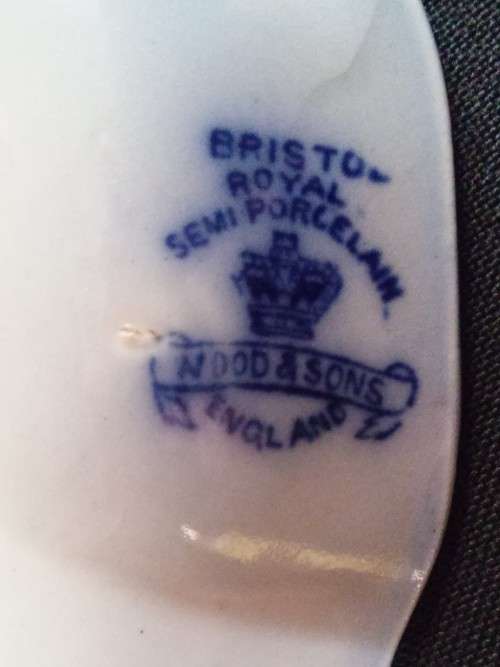 BRISTOL
ROYAL
SEMI PORCELAIN
WOOD & SONS
ENGLAND